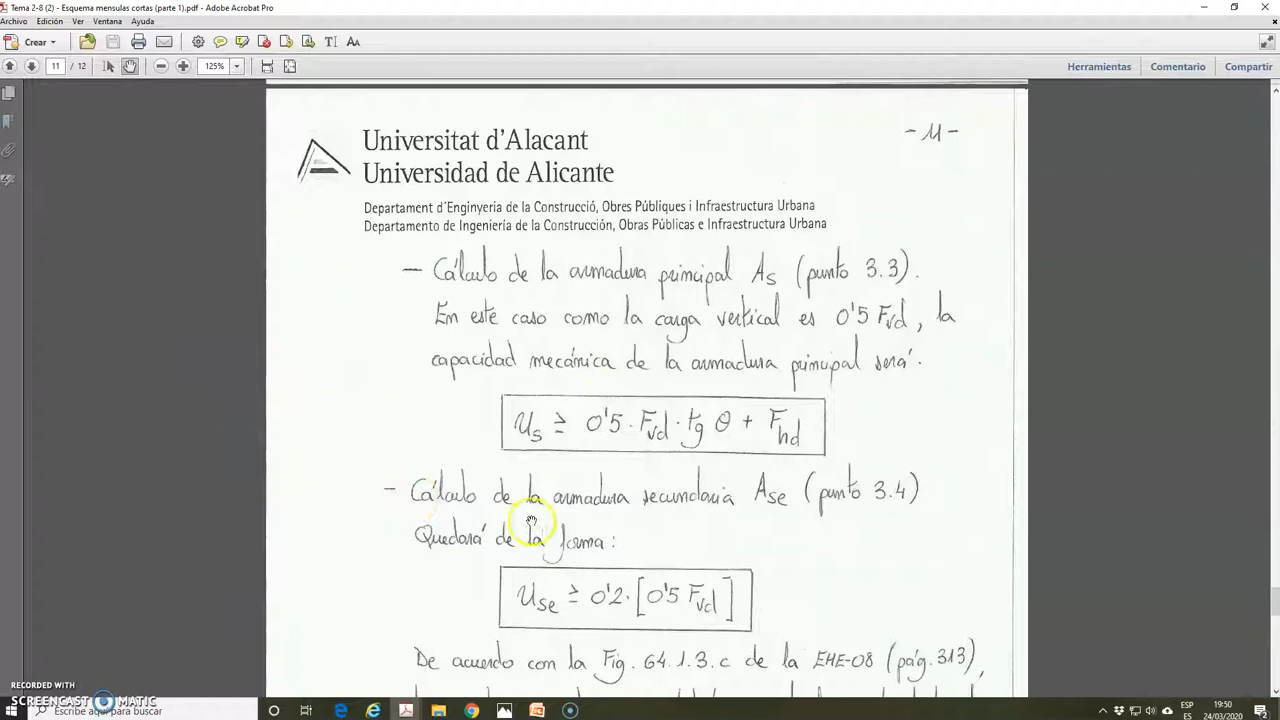 Tema 2-8 (2) - Esquema mensulas cortas (parte 1).pdf - Adobe Acrobat Pro
Archivo Edición Ver Ventana Ayuda
Crear
11 / 12 125% Herramientas Comentario Compartir
- 11 -
Universitat d'Alacant
Universidad de Alicante
Departament d'Enginyeria de la Construcció, Obres Públiques i Infraestructura Urbana
Departamento de Ingeniería de la Construcción, Obras Públicas e Infraestructura Urbana
— Cálculo de la armadura principal As (punto 3.3).
En este caso como la carga vertical es 0'5 Fvd, la
capacidad mecánica de la armadura principal será:
Us ≥ 0'5 · Fvd · tg θ + Fhd
- Cálculo de la armadura secundaria Ase (punto 3.4)
Quedará de la forma:
Use ≥ 0'2 · [0'5 Fvd]
De acuerdo con la Fig. 64.1.3.c de la EHE-08 (pág. 313),
RECORDED WITH
SCREENCAST MATIC
Escribe aquí para buscar
ESP
ES
19:50
24/03/2020
2